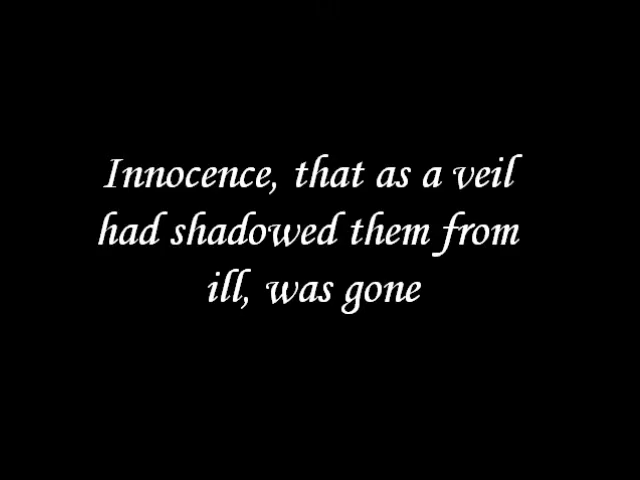 Innocence, that as a veil
had shadowed them from
ill, was gone